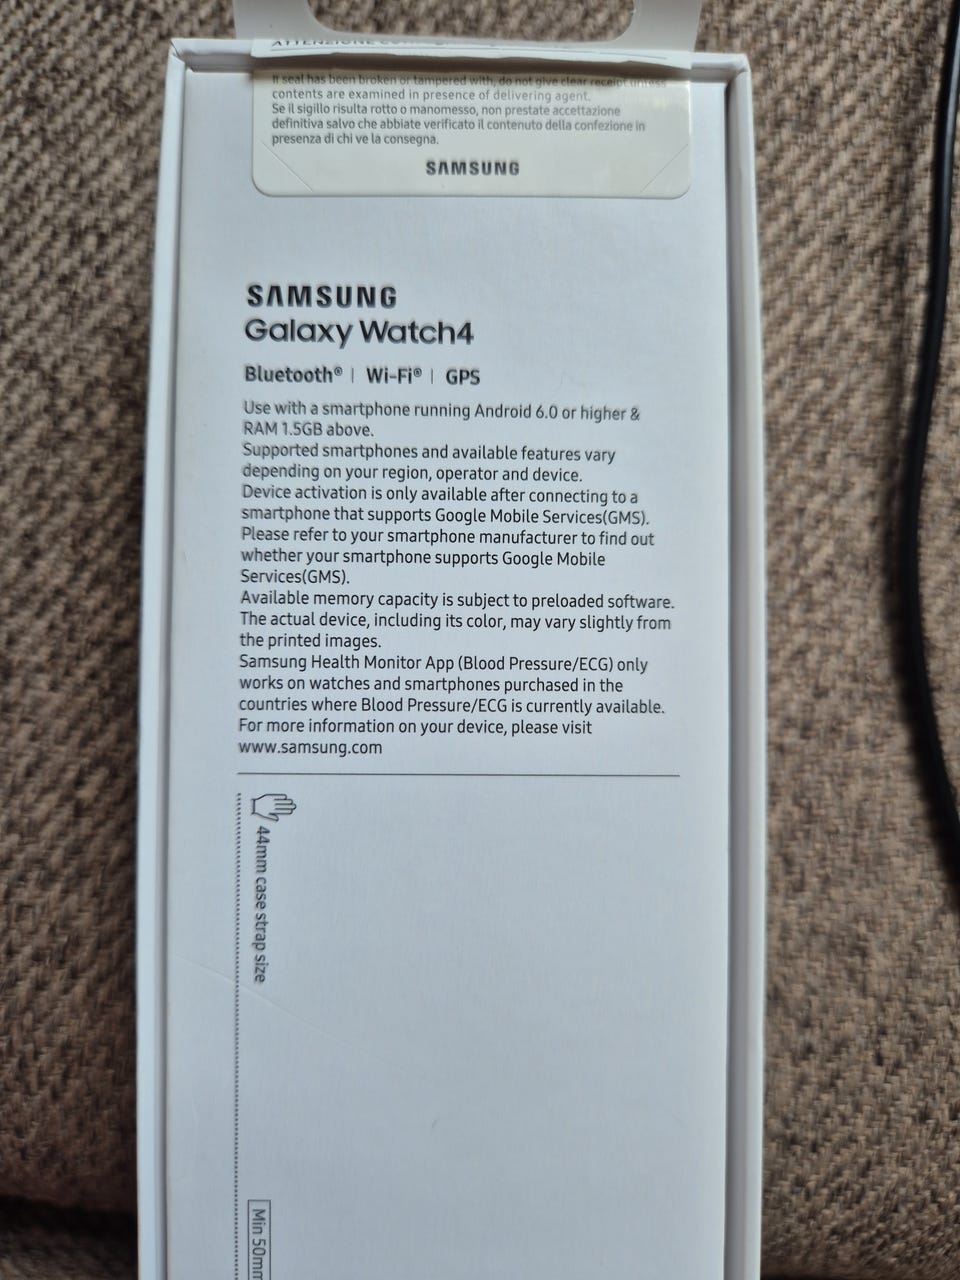 If seal has been broken or tampered with, do not give clear receipt unless
contents are examined in presence of delivering agent.
Se il sigillo risulta rotto o manomesso, non prestate accettazione
definitiva salvo che abbiate verificato il contenuto della confezione in
presenza di chi ve la consegna.
SAMSUNG
SAMSUNG
Galaxy Watch4
Bluetooth® | Wi-Fi® | GPS
Use with a smartphone running Android 6.0 or higher &
RAM 1.5GB above.
Supported smartphones and available features vary
depending on your region, operator and device.
Device activation is only available after connecting to a
smartphone that supports Google Mobile Services(GMS).
Please refer to your smartphone manufacturer to find out
whether your smartphone supports Google Mobile
Services(GMS).
Available memory capacity is subject to preloaded software.
The actual device, including its color, may vary slightly from
the printed images.
Samsung Health Monitor App (Blood Pressure/ECG) only
works on watches and smartphones purchased in the
countries where Blood Pressure/ECG is currently available.
For more information on your device, please visit
www.samsung.com
44mm case strap size
Min 50mm